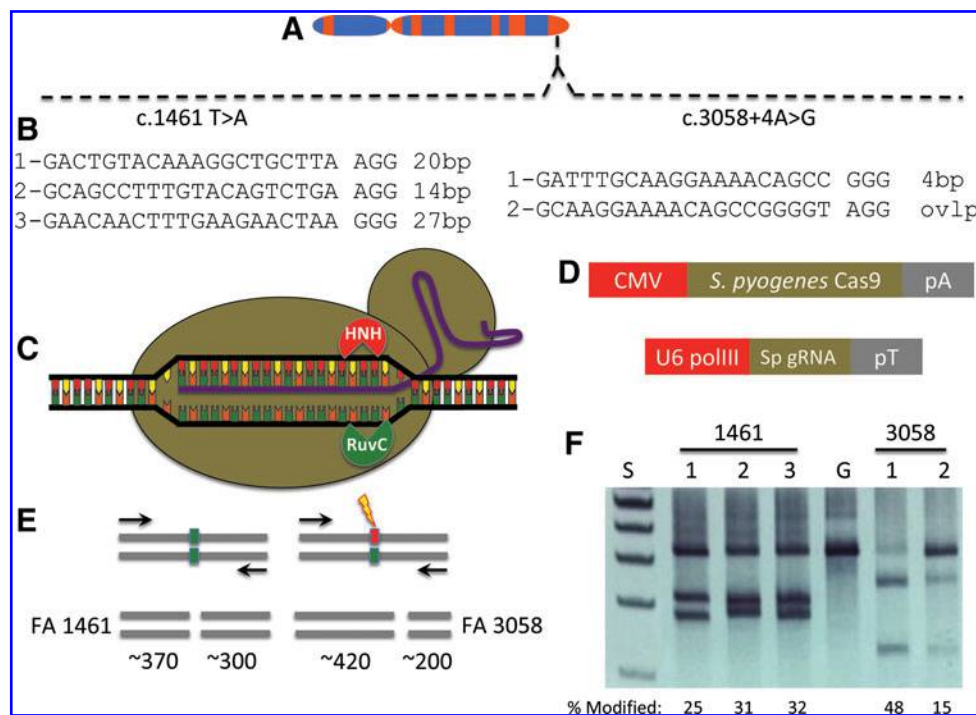 A
c.1461 T>A
c.3058+4A>G
B
1-GACTGTACAAAGGCTGCTTA AGG 20bp
2-GCAGCCTTTGTACAGTCTGA AGG 14bp
3-GAACAACTTTGAAGAACTAA GGG 27bp
1-GATTTGCAAGGAAAACAGCC GGG 4bp
2-GCAAGGAAAACAGCCGGGGT AGG ovlp
C
HNH
RuvC
D
CMV S. pyogenes Cas9 pA
U6 polIII Sp gRNA pT
E
FA 1461
FA 3058
~370 ~300 ~420 ~200
F
1461 3058
S 1 2 3 G 1 2
% Modified: 25 31 32 48 15